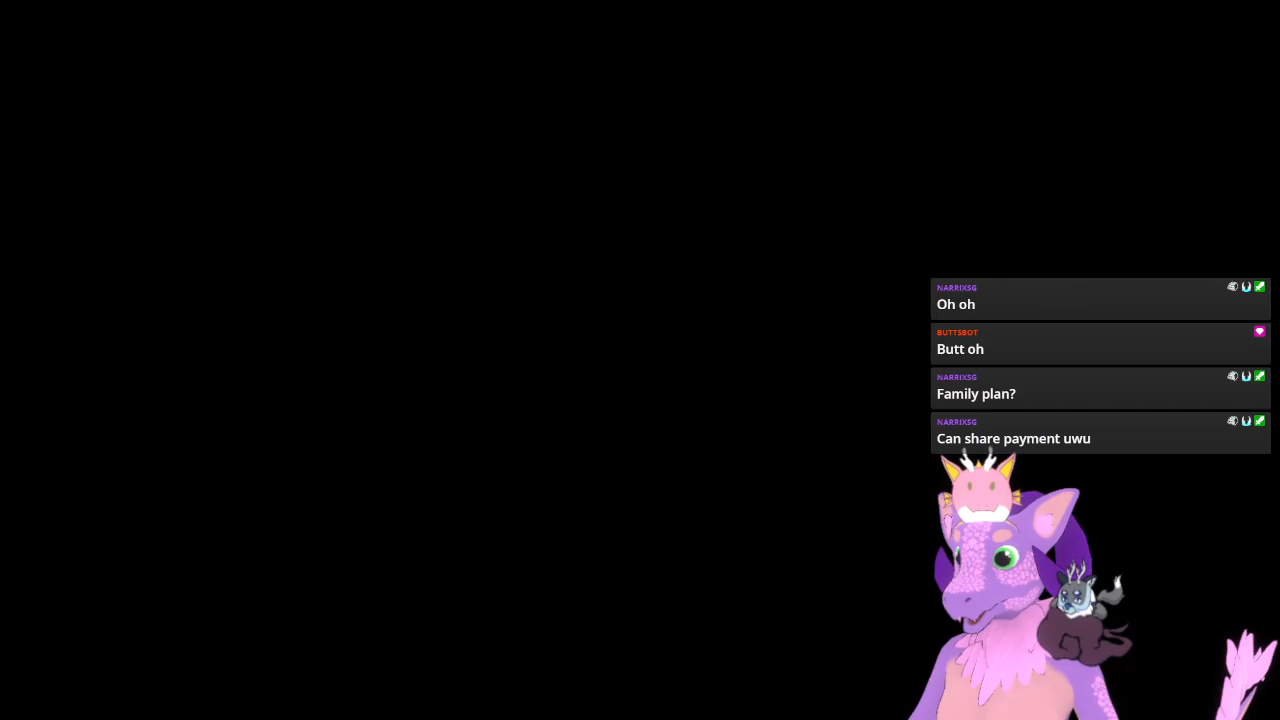 NARRIXSG
Oh oh
BUTTSBOT
Butt oh
NARRIXSG
Family plan?
NARRIXSG
Can share payment uwu